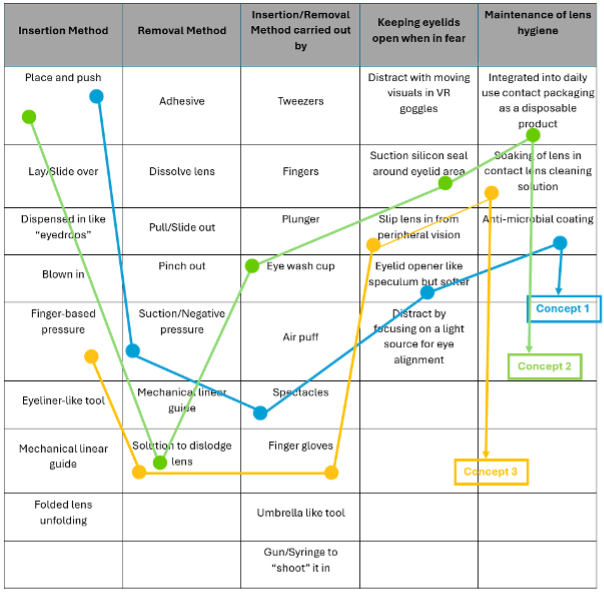 Insertion Method
Removal Method
Insertion/Removal
Method carried out
by
Keeping eyelids
open when in fear
Maintenance of lens
hygiene
Place and push
Adhesive
Tweezers
Distract with moving
visuals in VR
goggles
Integrated into daily
use contact packaging
as a disposable
product
Lay/Slide over
Dissolve lens
Fingers
Suction silicon seal
around eyelid area
Soaking of lens in
contact lens cleaning
solution
Dispensed in like
"eyedrops"
Pull/Slide out
Plunger
Slip lens in from
peripheral vision
Anti-microbial coating
Blown in
Pinch out
Eye wash cup
Eyelid opener like
speculum but softer
Finger-based
pressure
Suction/Negative
pressure
Air puff
Distract by
focusing on a light
source for eye
alignment
Concept 1
Concept 2
Eyeliner-like tool
Mechanical linear
guide
Spectacles
Mechanical linear
guide
Solution to dislodge
lens
Finger gloves
Concept 3
Folded lens
unfolding
Umbrella like tool
Gun/Syringe to
"shoot" it in